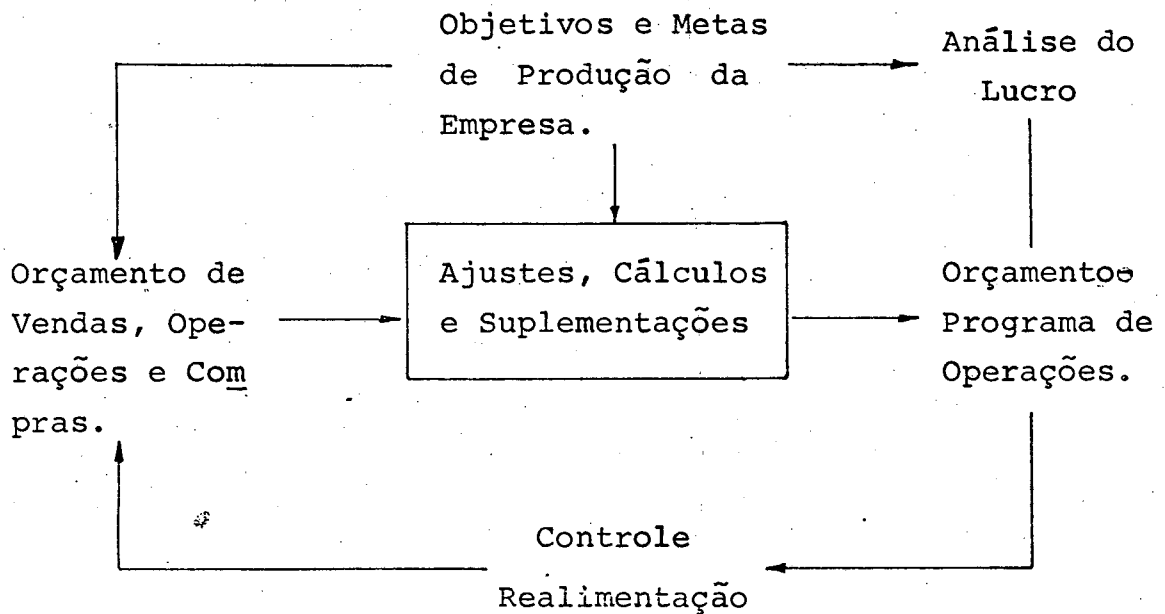 Objetivos e Metas
de Produção da
Empresa.
Análise do
Lucro
Orçamento de
Vendas, Ope-
rações e Com
pras.
Ajustes, Cálculos
e Suplementações
Orçamento e
Programa de
Operações.
Controle
Realimentação